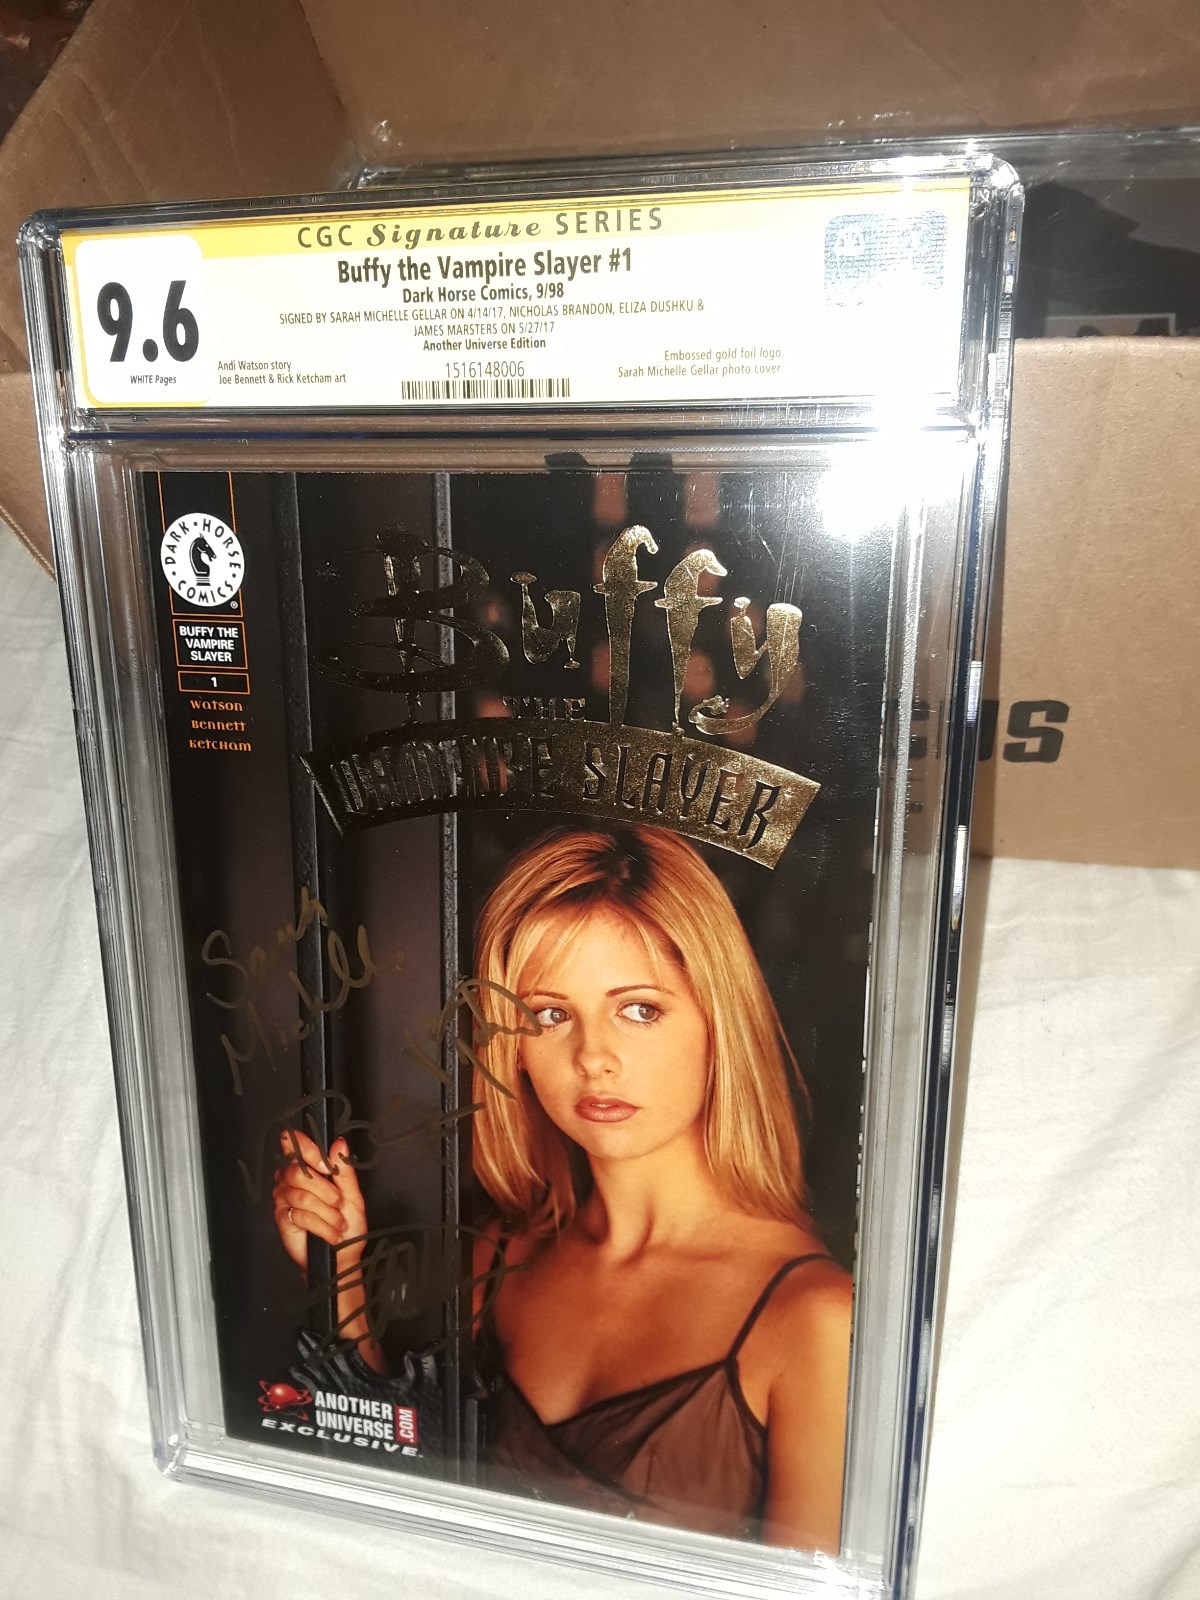 CGC Signature SERIES
9.6
WHITE Pages
Buffy the Vampire Slayer #1
Dark Horse Comics, 9/98
SIGNED BY SARAH MICHELLE GELLAR ON 4/14/17, NICHOLAS BRANDON, ELIZA DUSHKU &
JAMES MARSTERS ON 5/27/17
Another Universe Edition
Andi Watson story
Joe Bennett & Rick Ketcham art
1516148006
Embossed gold foil logo
Sarah Michelle Gellar photo cover
DARK HORSE COMICS ®
BUFFY THE
VAMPIRE
SLAYER
1
Watson
Bennett
Ketcham
Buffy
THE
VAMPIRE SLAYER
Sarah
Michelle
ANOTHER
UNIVERSE .COM
EXCLUSIVE